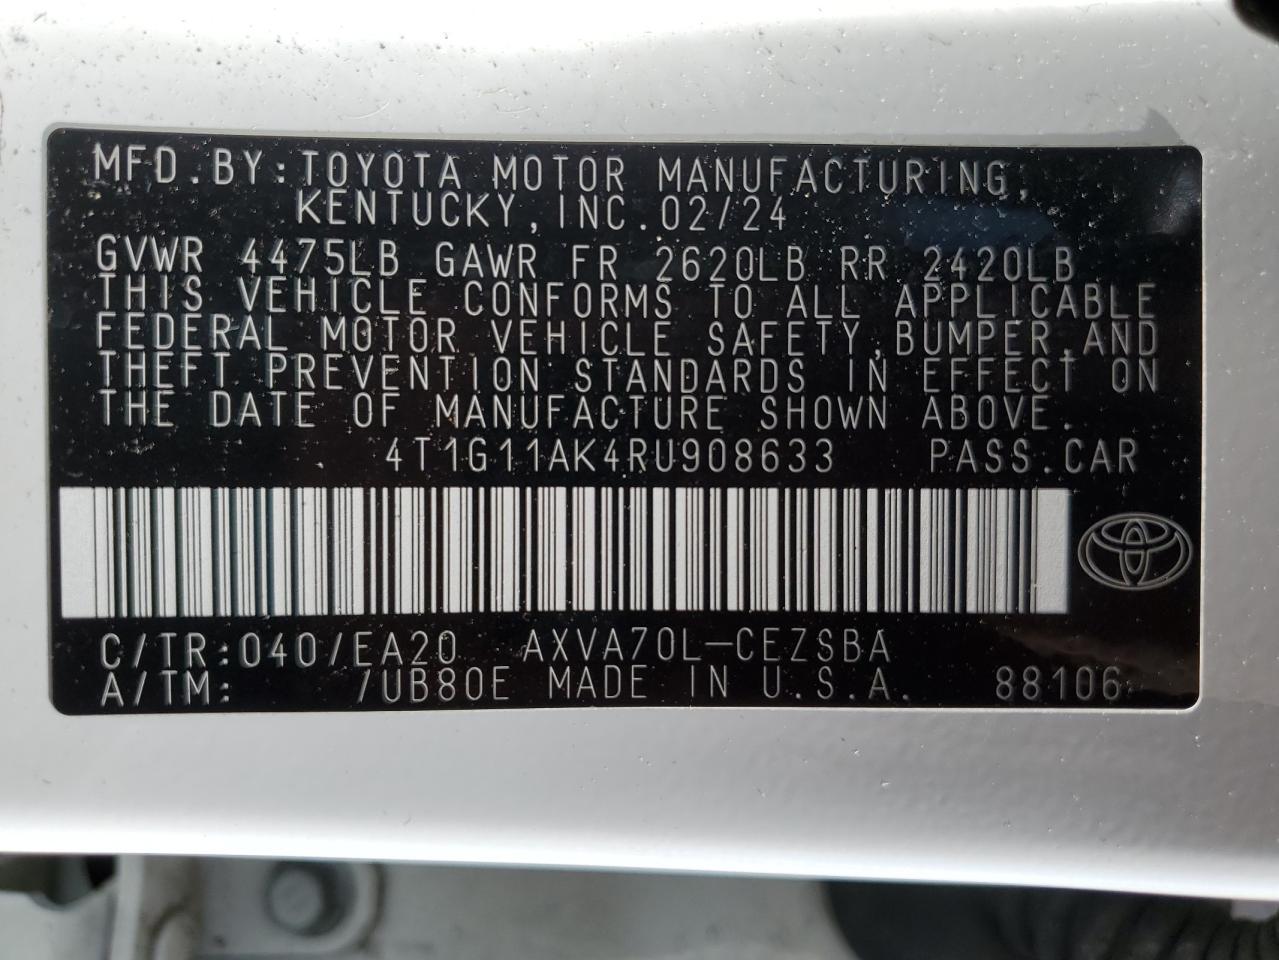 MFD.BY:TOYOTA MOTOR MANUFACTURING,
KENTUCKY,INC.02/24
GVWR 4475LB GAWR FR 2620LB RR 2420LB
THIS VEHICLE CONFORMS TO ALL APPLICABLE
FEDERAL MOTOR VEHICLE SAFETY,BUMPER,AND
THEFT PREVENTION STANDARDS IN EFFECT ON
THE DATE OF MANUFACTURE SHOWN ABOVE.
4T1G11AK4RU908633 PASS.CAR
C/TR:040/EA20 AXVA70L-CEZSBA
A/TM: /UB80E MADE IN U.S.A. 88106